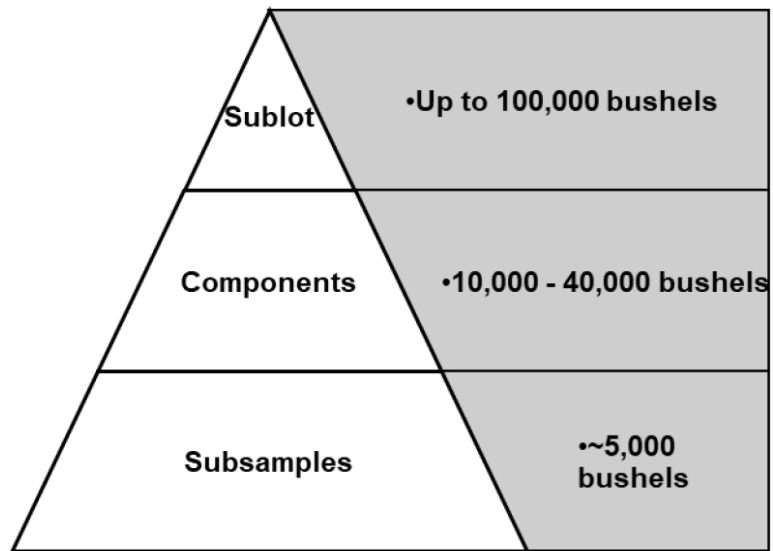 Sublot
•Up to 100,000 bushels
Components
•10,000 - 40,000 bushels
Subsamples
•~5,000
bushels